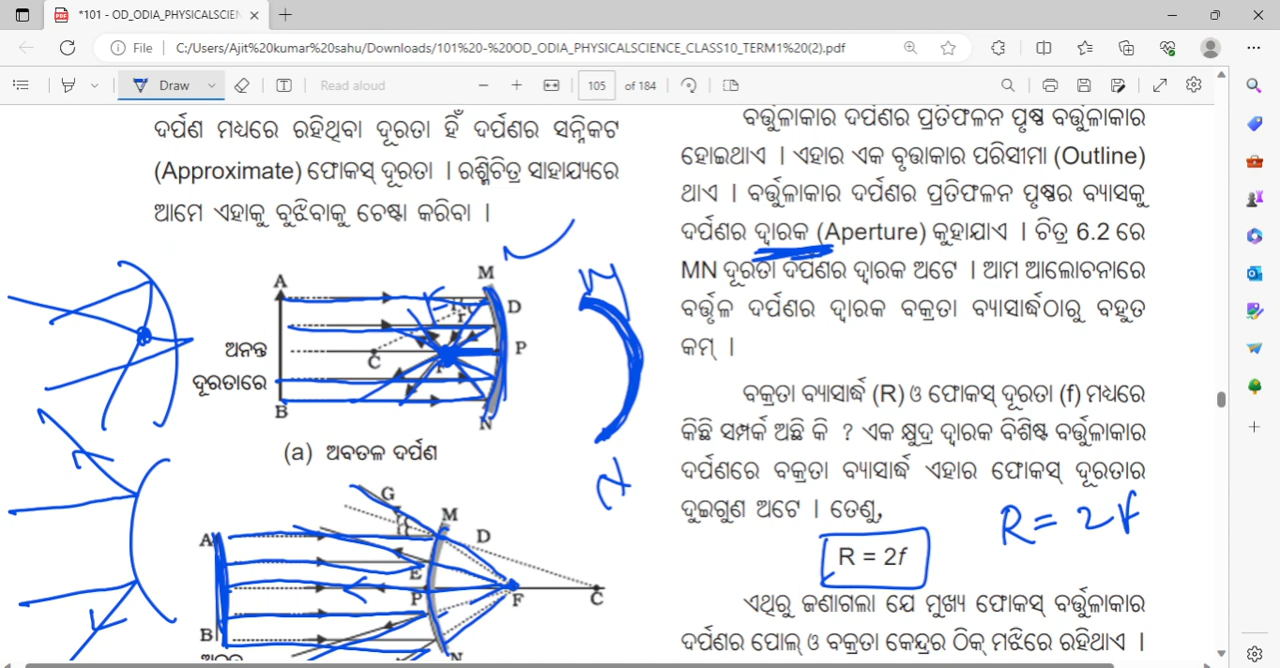 *101 - OD_ODIA_PHYSICALSCIEN
File
C:/Users/Ajit%20kumar%20sahu/Downloads/101%20-%20OD_ODIA_PHYSICALSCIENCE_CLASS10_TERM1%20(2).pdf
Draw
Read aloud
105 of 184
ଦର୍ପଣ ମଧ୍ୟରେ ରହିଥିବା ଦୂରତା ହିଁ ଦର୍ପଣର ସନ୍ନିକଟ
(Approximate) ଫୋକସ୍ ଦୂରତା । ରଶ୍ମିଚିତ୍ର ସାହାଯ୍ୟରେ
ଆମେ ଏହାକୁ ବୁଝିବାକୁ ଚେଷ୍ଟା କରିବା ।
M
A
D
r
P
C
ଅନନ୍ତ
ଦୂରତାରେ
B
N
(a) ଅବତଳ ଦର୍ପଣ
G
M
A
D
E
P
F
C
B
N
ବର୍ତ୍ତୁଳାକାର ଦର୍ପଣର ପ୍ରତିଫଳନ ପୃଷ୍ଠ ବର୍ତ୍ତୁଳାକାର
ହୋଇଥାଏ । ଏହାର ଏକ ବୃତ୍ତାକାର ପରିସୀମା (Outline)
ଥାଏ । ବର୍ତ୍ତୁଳାକାର ଦର୍ପଣର ପ୍ରତିଫଳନ ପୃଷ୍ଠର ବ୍ୟାସକୁ
ଦର୍ପଣର ଦ୍ୱାରକ (Aperture) କୁହାଯାଏ । ଚିତ୍ର 6.2 ରେ
MN ଦୂରତା ଦର୍ପଣର ଦ୍ୱାରକ ଅଟେ । ଆମ ଆଲୋଚନାରେ
ବର୍ତ୍ତୁଳ ଦର୍ପଣର ଦ୍ୱାରକ ବକ୍ରତା ବ୍ୟାସାର୍ଦ୍ଧଠାରୁ ବହୁତ
କମ୍ ।
ବକ୍ରତା ବ୍ୟାସାର୍ଦ୍ଧ (R) ଓ ଫୋକସ୍ ଦୂରତା (f) ମଧ୍ୟରେ
କିଛି ସମ୍ପର୍କ ଅଛି କି ? ଏକ କ୍ଷୁଦ୍ର ଦ୍ୱାରକ ବିଶିଷ୍ଟ ବର୍ତ୍ତୁଳାକାର
ଦର୍ପଣରେ ବକ୍ରତା ବ୍ୟାସାର୍ଦ୍ଧ ଏହାର ଫୋକସ୍ ଦୂରତାର
ଦୁଇଗୁଣ ଅଟେ । ତେଣୁ,
R = 2f
R = 2f
ଏଥିରୁ ଜଣାଗଲା ଯେ ମୁଖ୍ୟ ଫୋକସ୍ ବର୍ତ୍ତୁଳାକାର
ଦର୍ପଣର ପୋଲ୍ ଓ ବକ୍ରତା କେନ୍ଦ୍ରର ଠିକ୍ ମଝିରେ ରହିଥାଏ ।
M
N